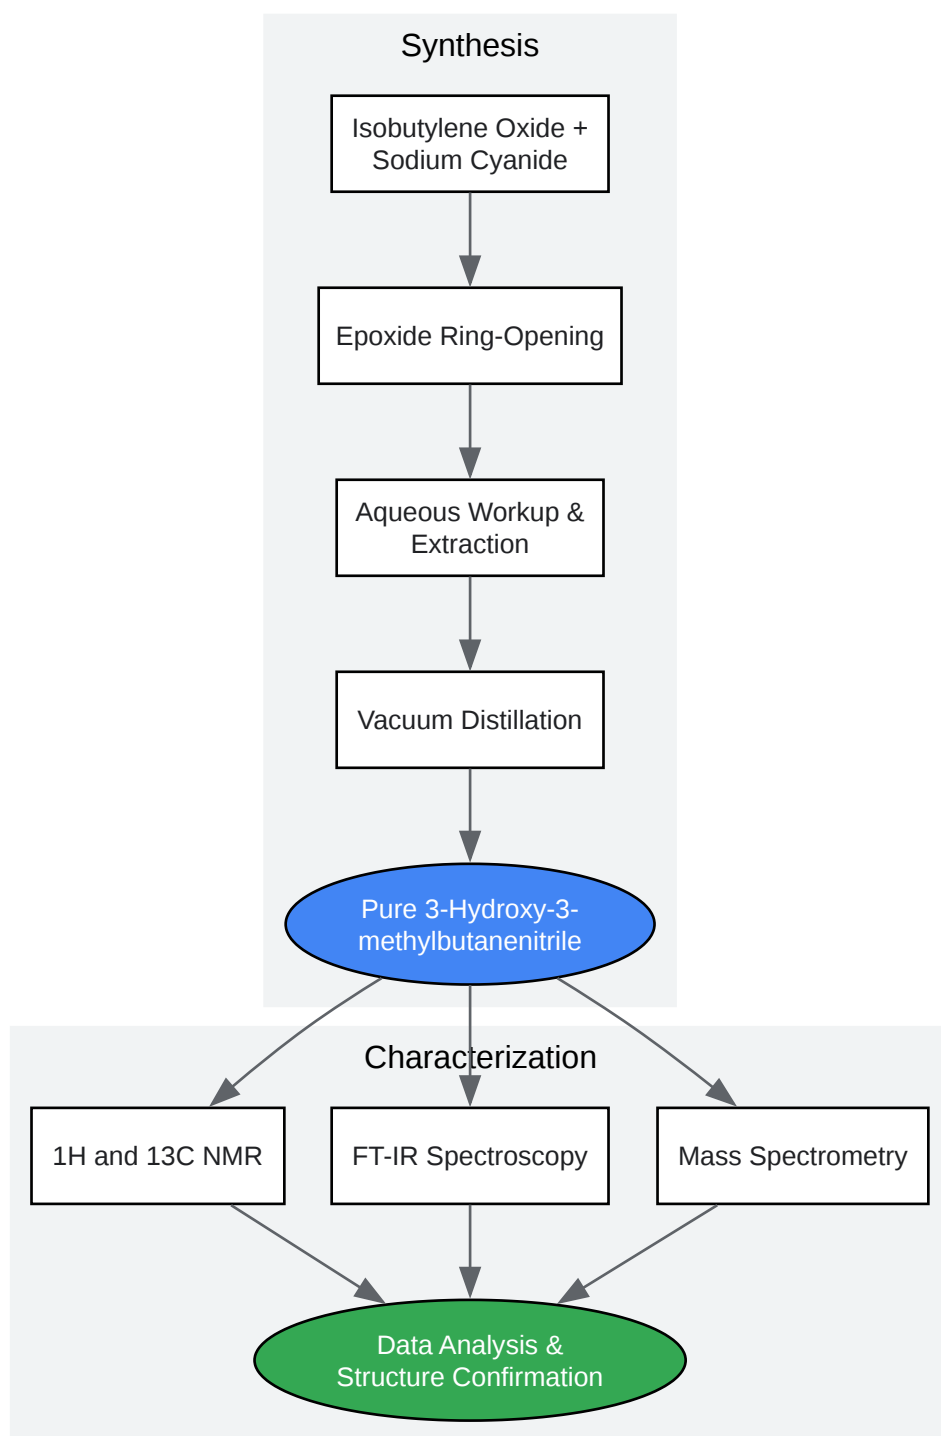 Synthesis
Isobutylene Oxide +
Sodium Cyanide
Epoxide Ring-Opening
Aqueous Workup &
Extraction
Vacuum Distillation
Pure 3-Hydroxy-3-
methylbutanenitrile
Characterization
1H and 13C NMR
FT-IR Spectroscopy
Mass Spectrometry
Data Analysis &
Structure Confirmation